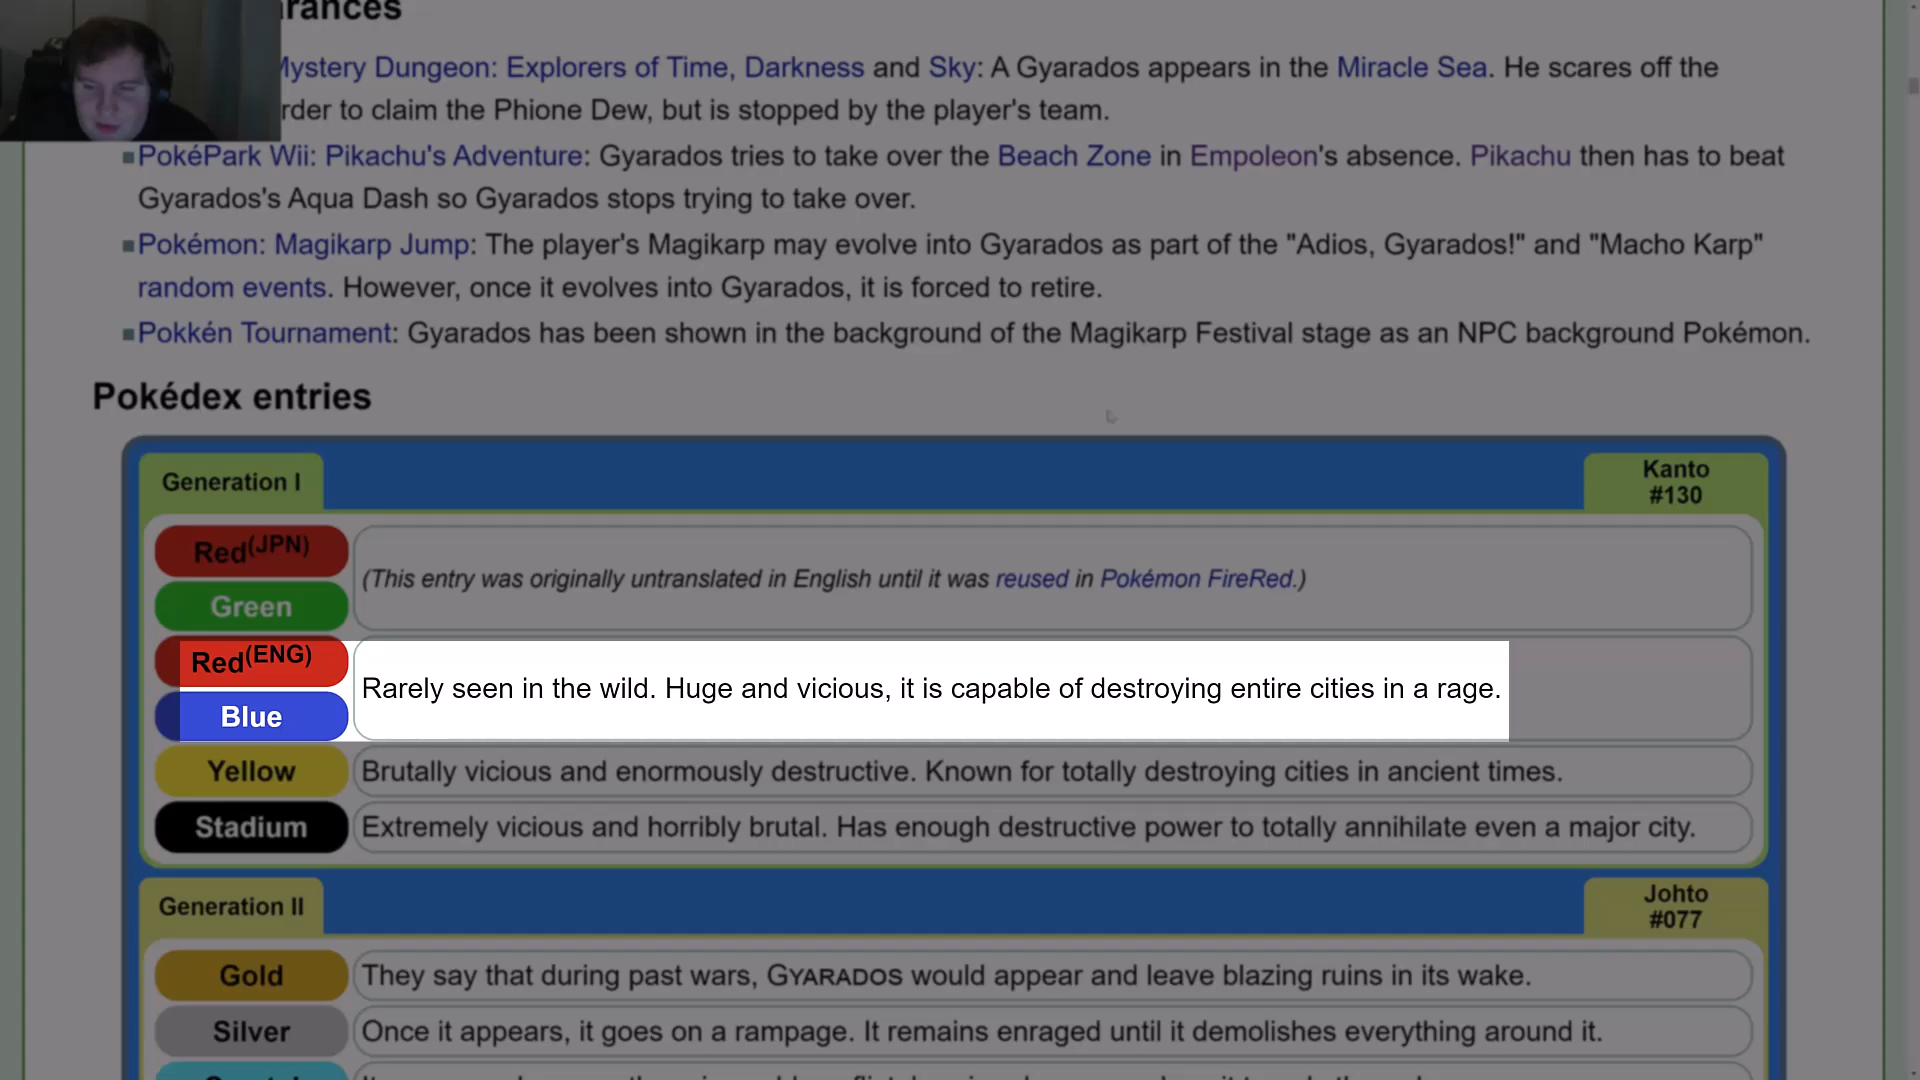 rances
Mystery Dungeon: Explorers of Time, Darkness and Sky: A Gyarados appears in the Miracle Sea. He scares off the
rder to claim the Phione Dew, but is stopped by the player's team.
PokéPark Wii: Pikachu's Adventure: Gyarados tries to take over the Beach Zone in Empoleon's absence. Pikachu then has to beat
Gyarados's Aqua Dash so Gyarados stops trying to take over.
Pokémon: Magikarp Jump: The player's Magikarp may evolve into Gyarados as part of the "Adios, Gyarados!" and "Macho Karp"
random events. However, once it evolves into Gyarados, it is forced to retire.
Pokkén Tournament: Gyarados has been shown in the background of the Magikarp Festival stage as an NPC background Pokémon.
Pokédex entries
Generation I
Kanto
#130
Red(JPN)
Green
(This entry was originally untranslated in English until it was reused in Pokémon FireRed.)
Red(ENG)
Blue
Rarely seen in the wild. Huge and vicious, it is capable of destroying entire cities in a rage.
Yellow Brutally vicious and enormously destructive. Known for totally destroying cities in ancient times.
Stadium Extremely vicious and horribly brutal. Has enough destructive power to totally annihilate even a major city.
Generation II
Johto
#077
Gold They say that during past wars, GYARADOS would appear and leave blazing ruins in its wake.
Silver Once it appears, it goes on a rampage. It remains enraged until it demolishes everything around it.